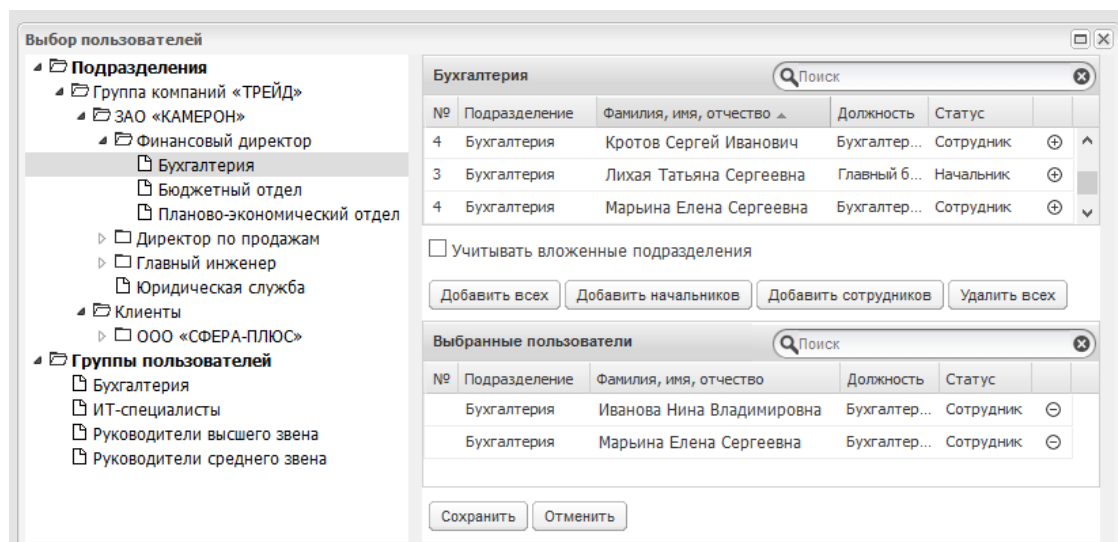 Выбор пользователей
Подразделения
Группа компаний «ТРЕЙД»
ЗАО «КАМЕРОН»
Финансовый директор
Бухгалтерия
Бюджетный отдел
Планово-экономический отдел
Директор по продажам
Главный инженер
Юридическая служба
Клиенты
ООО «СФЕРА-ПЛЮС»
Группы пользователей
Бухгалтерия
ИТ-специалисты
Руководители высшего звена
Руководители среднего звена
Бухгалтерия Поиск
№ Подразделение Фамилия, имя, отчество Должность Статус
4 Бухгалтерия Кротов Сергей Иванович Бухгалтер... Сотрудник
3 Бухгалтерия Лихая Татьяна Сергеевна Главный б... Начальник
4 Бухгалтерия Марьина Елена Сергеевна Бухгалтер... Сотрудник
Учитывать вложенные подразделения
Добавить всех Добавить начальников Добавить сотрудников Удалить всех
Выбранные пользователи Поиск
№ Подразделение Фамилия, имя, отчество Должность Статус
Бухгалтерия Иванова Нина Владимировна Бухгалтер... Сотрудник
Бухгалтерия Марьина Елена Сергеевна Бухгалтер... Сотрудник
Сохранить Отменить